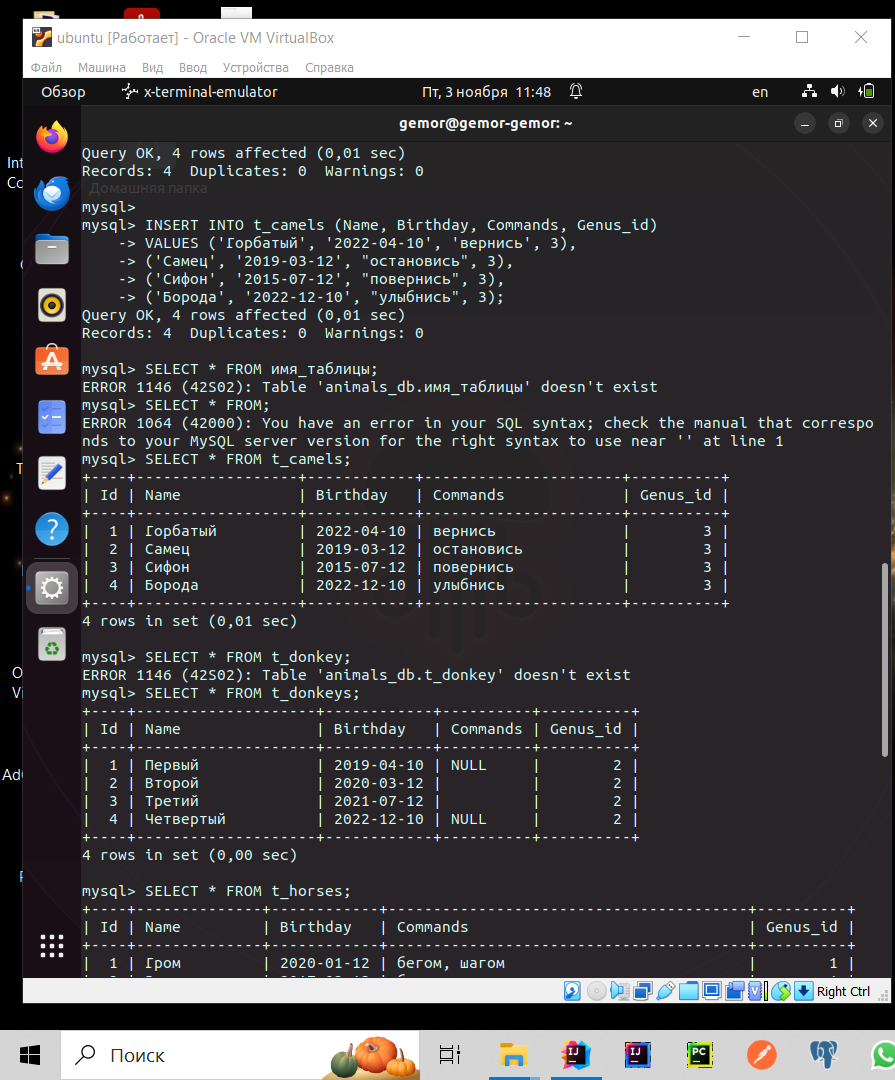 ubuntu [Работает] - Oracle VM VirtualBox
Файл Машина Вид Ввод Устройства Справка
Обзор x-terminal-emulator Пт, 3 ноября 11:48 en
gemor@gemor-gemor: ~
Int
Co
Query OK, 4 rows affected (0,01 sec)
Records: 4  Duplicates: 0  Warnings: 0
Домашняя папка
mysql>
mysql> INSERT INTO t_camels (Name, Birthday, Commands, Genus_id)
    -> VALUES ('Горбатый', '2022-04-10', 'вернись', 3),
    -> ('Самец', '2019-03-12', "остановись", 3),
    -> ('Сифон', '2015-07-12', "повернись", 3),
    -> ('Борода', '2022-12-10', "улыбнись", 3);
Query OK, 4 rows affected (0,01 sec)
Records: 4  Duplicates: 0  Warnings: 0
mysql> SELECT * FROM имя_таблицы;
ERROR 1146 (42S02): Table 'animals_db.имя_таблицы' doesn't exist
mysql> SELECT * FROM;
ERROR 1064 (42000): You have an error in your SQL syntax; check the manual that correspo
nds to your MySQL server version for the right syntax to use near '' at line 1
mysql> SELECT * FROM t_camels;
+----+------------------+------------+----------------------+----------+
| Id | Name             | Birthday   | Commands             | Genus_id |
+----+------------------+------------+----------------------+----------+
|  1 | Горбатый         | 2022-04-10 | вернись              |        3 |
|  2 | Самец            | 2019-03-12 | остановись           |        3 |
|  3 | Сифон            | 2015-07-12 | повернись            |        3 |
|  4 | Борода           | 2022-12-10 | улыбнись             |        3 |
+----+------------------+------------+----------------------+----------+
4 rows in set (0,01 sec)
mysql> SELECT * FROM t_donkey;
ERROR 1146 (42S02): Table 'animals_db.t_donkey' doesn't exist
mysql> SELECT * FROM t_donkeys;
+----+--------------------+------------+----------+----------+
| Id | Name               | Birthday   | Commands | Genus_id |
+----+--------------------+------------+----------+----------+
|  1 | Первый             | 2019-04-10 | NULL     |        2 |
|  2 | Второй             | 2020-03-12 |          |        2 |
|  3 | Третий             | 2021-07-12 |          |        2 |
|  4 | Четвертый          | 2022-12-10 | NULL     |        2 |
+----+--------------------+------------+----------+----------+
4 rows in set (0,00 sec)
mysql> SELECT * FROM t_horses;
+----+--------------+------------+----------------------------------------+----------+
| Id | Name         | Birthday   | Commands                               | Genus_id |
+----+--------------+------------+----------------------------------------+----------+
|  1 | Гром         | 2020-01-12 | бегом, шагом                           |        1 |
Right Ctrl
Поиск